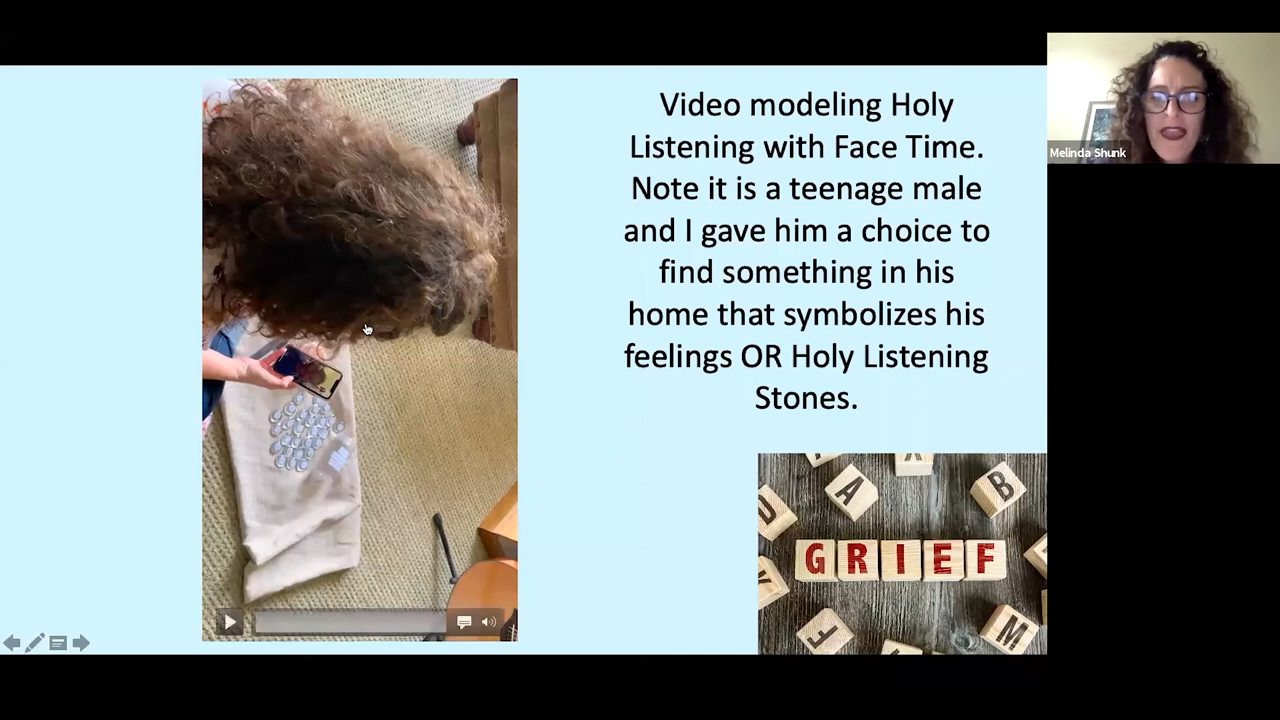 Video modeling Holy
Listening with Face Time.
Note it is a teenage male
and I gave him a choice to
find something in his
home that symbolizes his
feelings OR Holy Listening
Stones.
Melinda Shunk
A
B
D
GRIEF
F
M